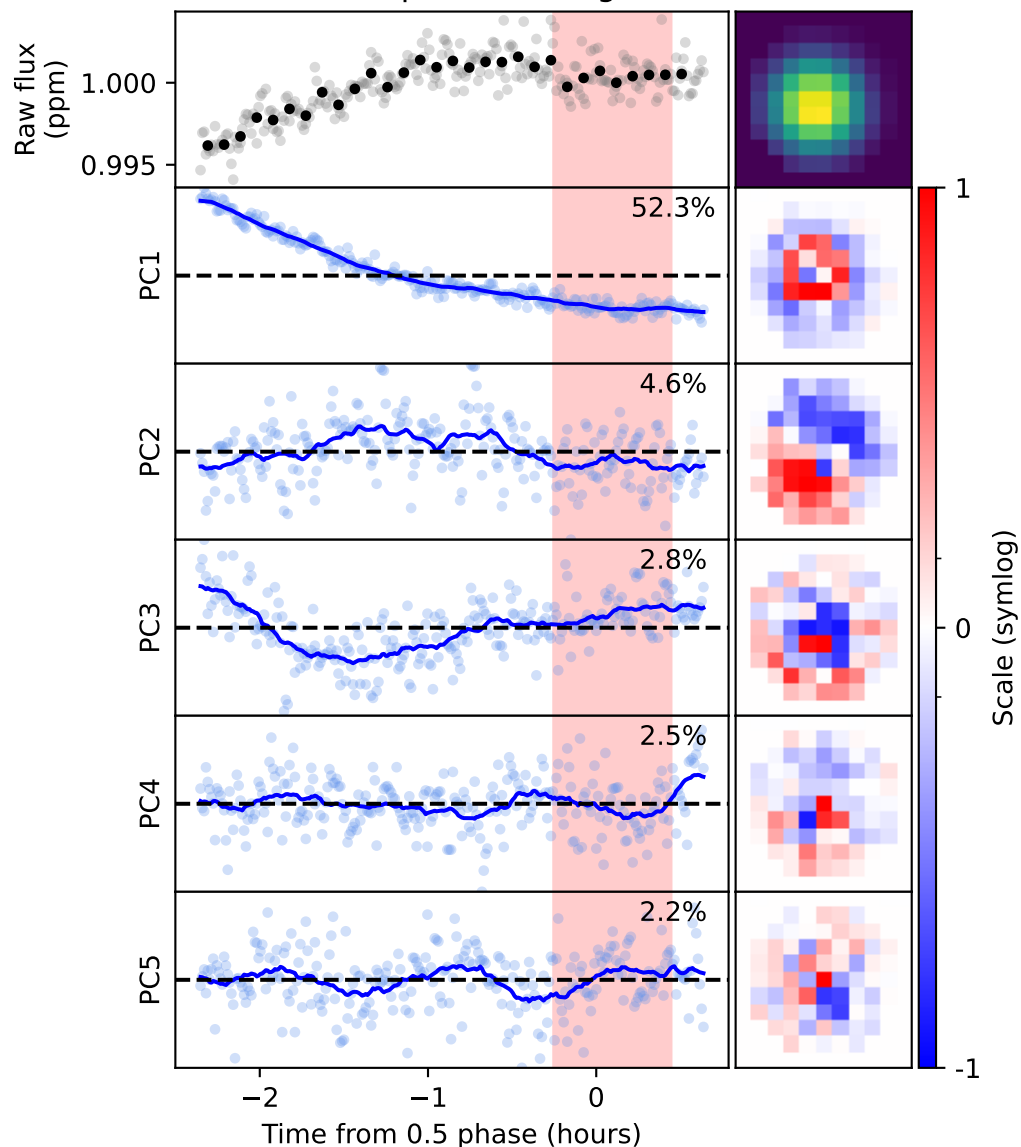 Raw flux
(ppm)
1.000
0.995
PC1
52.3%
1
PC2
4.6%
PC3
2.8%
0
Scale (symlog)
PC4
2.5%
PC5
2.2%
-1
−2
−1
0
Time from 0.5 phase (hours)